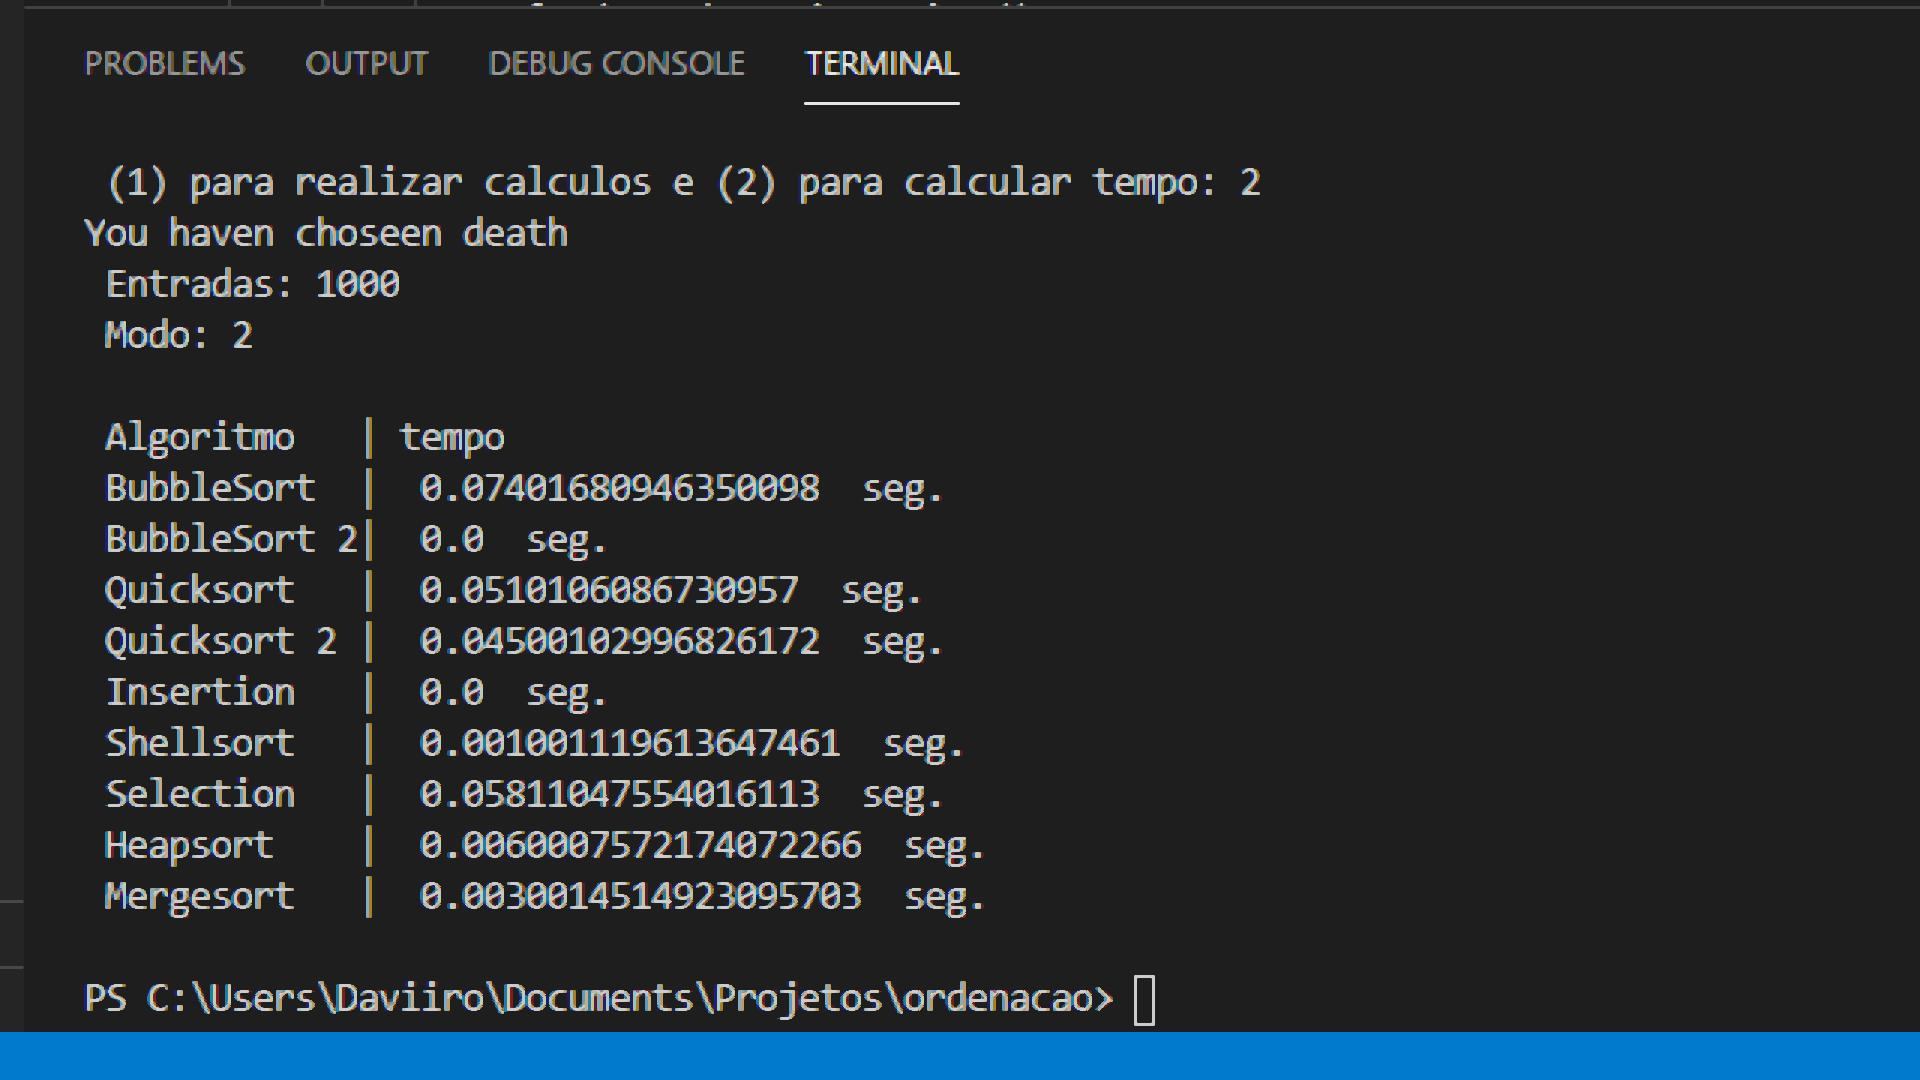 PROBLEMS OUTPUT DEBUG CONSOLE TERMINAL
(1) para realizar calculos e (2) para calcular tempo: 2
You haven choseen death
Entradas: 1000
Modo: 2
Algoritmo | tempo
BubbleSort | 0.07401680946350098 seg.
BubbleSort 2| 0.0 seg.
Quicksort | 0.0510106086730957 seg.
Quicksort 2 | 0.04500102996826172 seg.
Insertion | 0.0 seg.
Shellsort | 0.001001119613647461 seg.
Selection | 0.05811047554016113 seg.
Heapsort | 0.0060007572174072266 seg.
Mergesort | 0.0030014514923095703 seg.
PS C:\Users\Daviiro\Documents\Projetos\ordenacao>